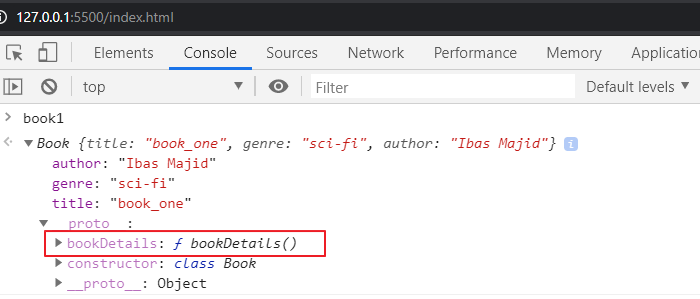 127.0.0.1:5500/index.html
Elements Console Sources Network Performance Memory Application
top Filter Default levels
book1
Book {title: "book_one", genre: "sci-fi", author: "Ibas Majid"} i
author: "Ibas Majid"
genre: "sci-fi"
title: "book_one"
__proto__:
bookDetails: ƒ bookDetails()
constructor: class Book
__proto__: Object